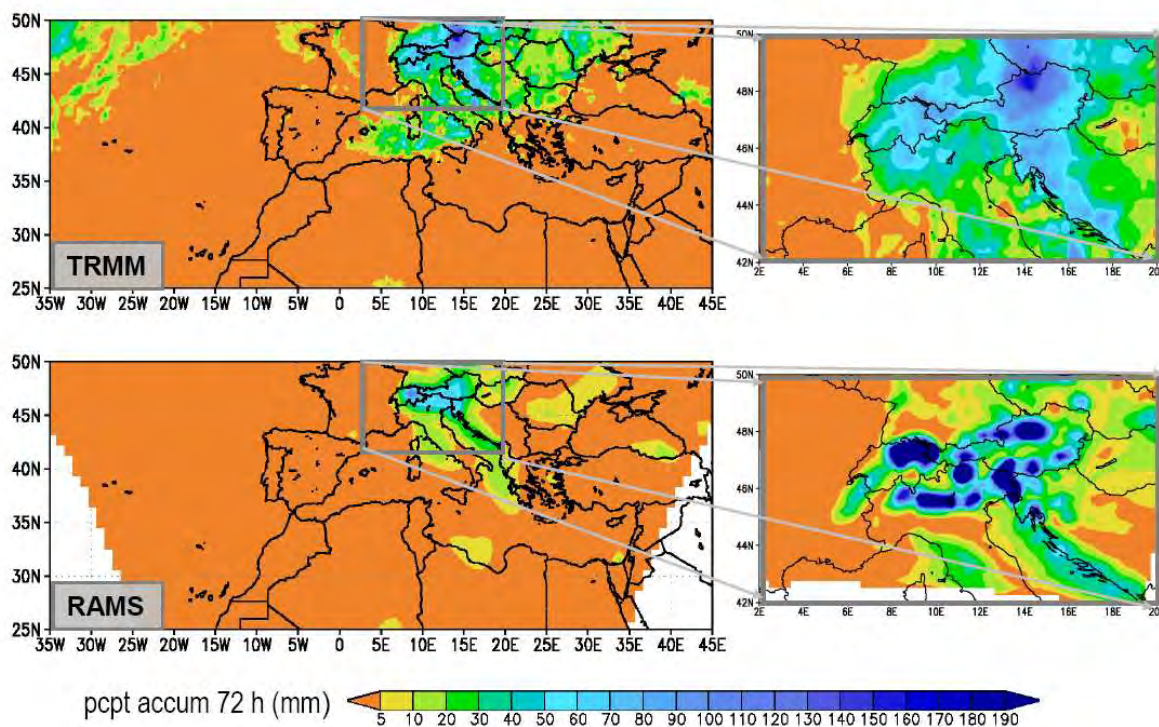 50N
45N
40N
35N
30N
25N
TRMM
35W 30W 25W 20W 15W 10W 5W 0 5E 10E 15E 20E 25E 30E 35E 40E 45E
50N
48N
46N
44N
42N
2E 4E 6E 8E 10E 12E 14E 16E 18E 20
50N
45N
40N
35N
30N
25N
RAMS
35W 30W 25W 20W 15W 10W 5W 0 5E 10E 15E 20E 25E 30E 35E 40E 45E
50N
48N
46N
44N
42N
2E 4E 6E 8E 10E 12E 14E 16E 18E 20
pcpt accum 72 h (mm)
5 10 20 30 40 50 60 70 80 90 100 110 120 130 140 150 160 170 180 190